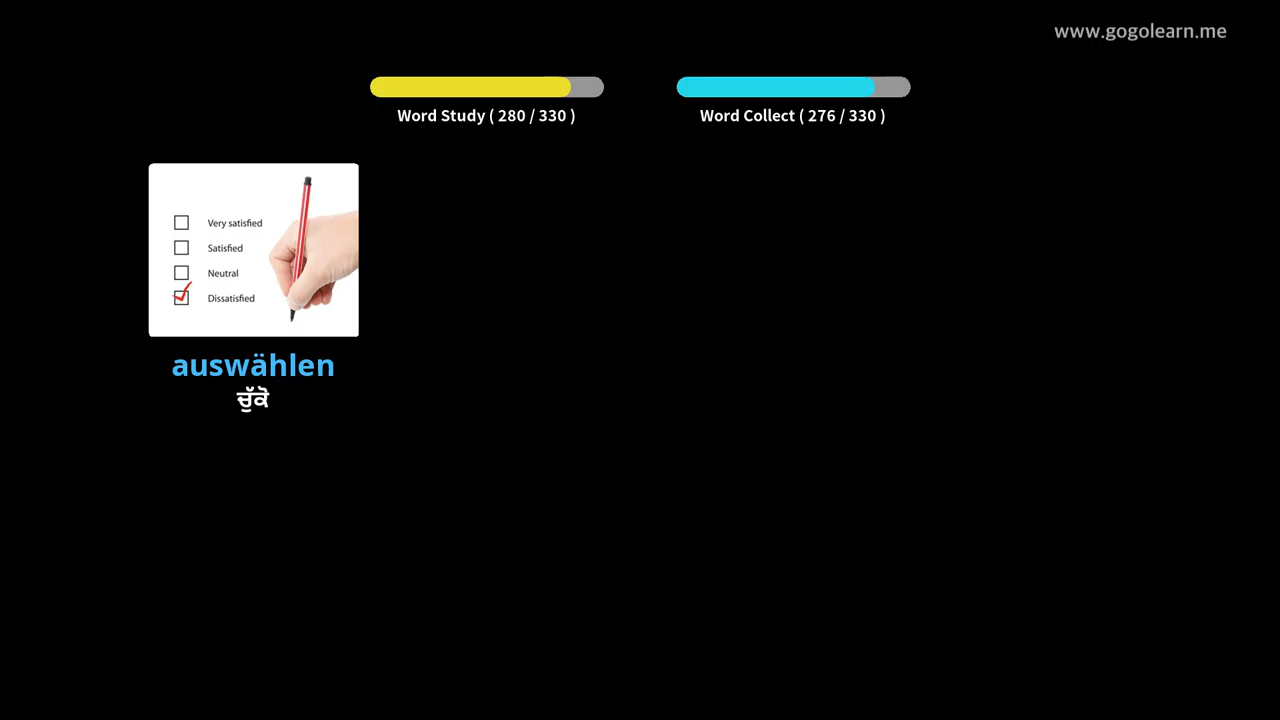 www.gogolearn.me
Word Study ( 280 / 330 )
Word Collect ( 276 / 330 )
Very satisfied
Satisfied
Neutral
Dissatisfied
auswählen
ਚੁੱਕੋ